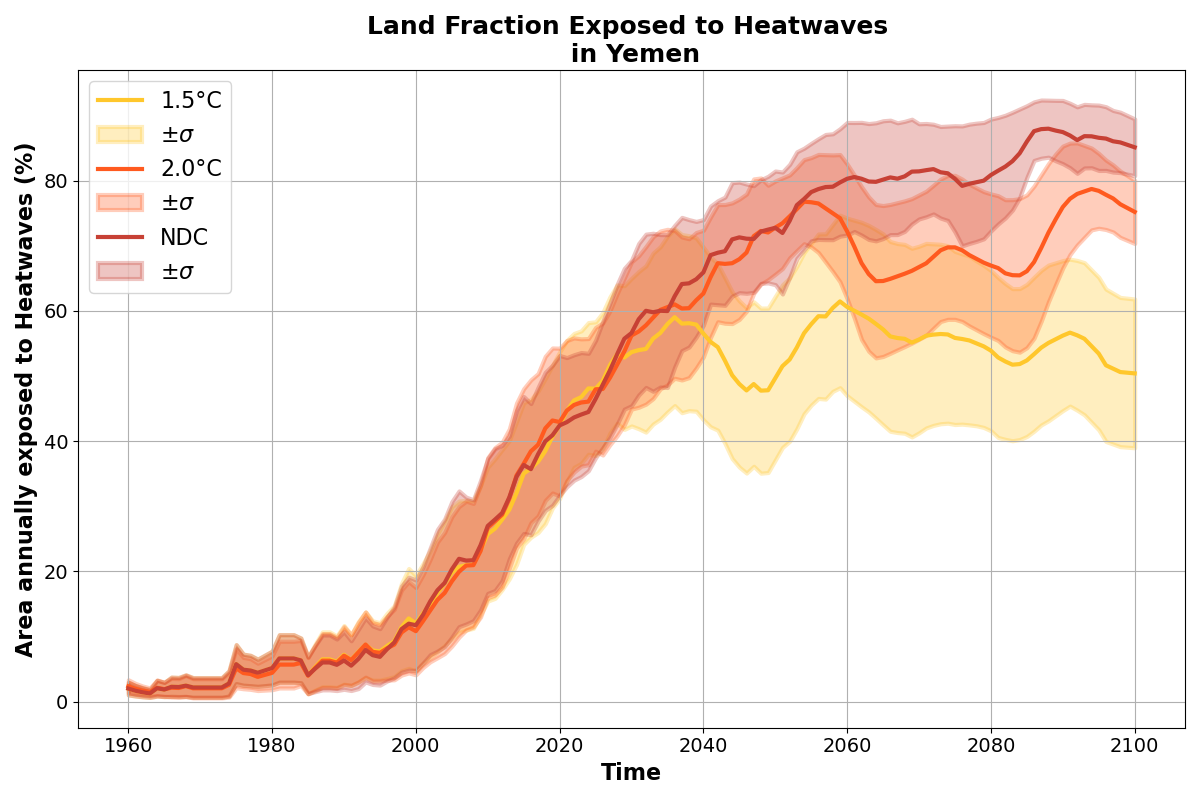 Land Fraction Exposed to Heatwaves
in Yemen
1.5°C
±σ
2.0°C
±σ
NDC
±σ
Area annually exposed to Heatwaves (%)
80
60
40
20
0
1960 1980 2000 2020 2040 2060 2080 2100
Time